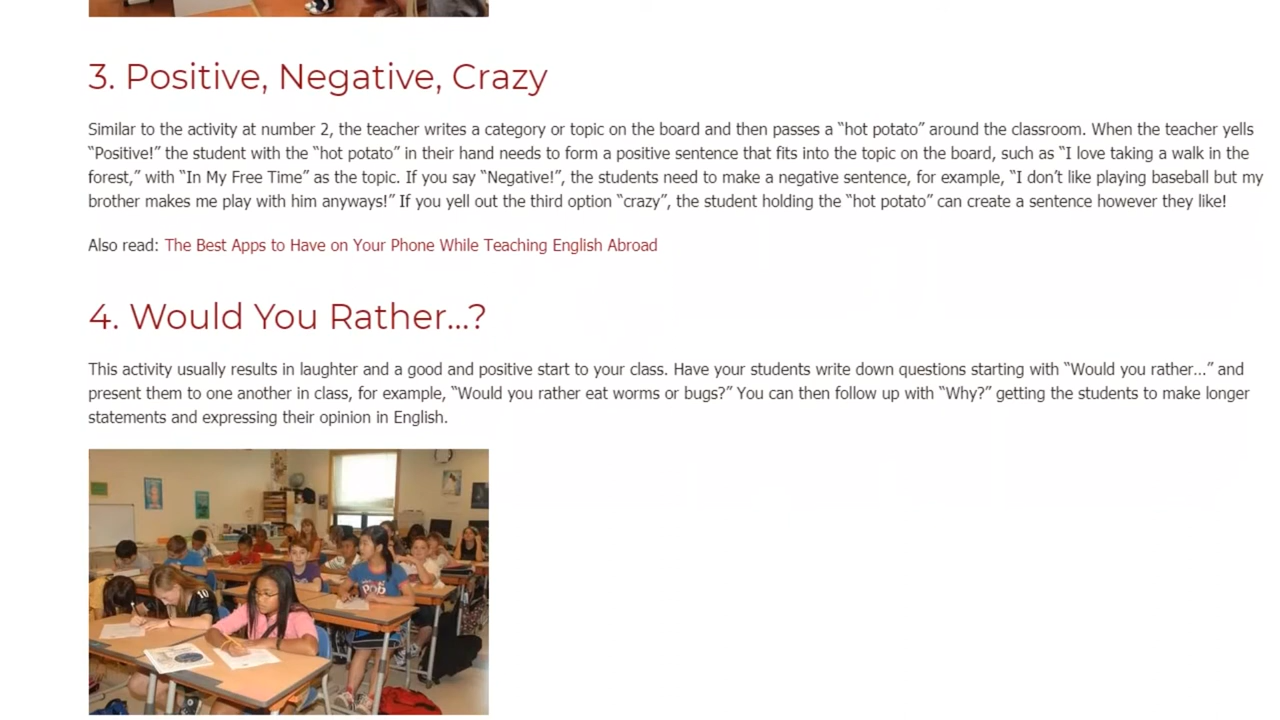 3. Positive, Negative, Crazy
Similar to the activity at number 2, the teacher writes a category or topic on the board and then passes a “hot potato” around the classroom. When the teacher yells
“Positive!” the student with the “hot potato” in their hand needs to form a positive sentence that fits into the topic on the board, such as “I love taking a walk in the
forest,” with “In My Free Time” as the topic. If you say “Negative!”, the students need to make a negative sentence, for example, “I don’t like playing baseball but my
brother makes me play with him anyways!” If you yell out the third option “crazy”, the student holding the “hot potato” can create a sentence however they like!
Also read: The Best Apps to Have on Your Phone While Teaching English Abroad
4. Would You Rather...?
This activity usually results in laughter and a good and positive start to your class. Have your students write down questions starting with “Would you rather...” and
present them to one another in class, for example, “Would you rather eat worms or bugs?” You can then follow up with “Why?” getting the students to make longer
statements and expressing their opinion in English.
10